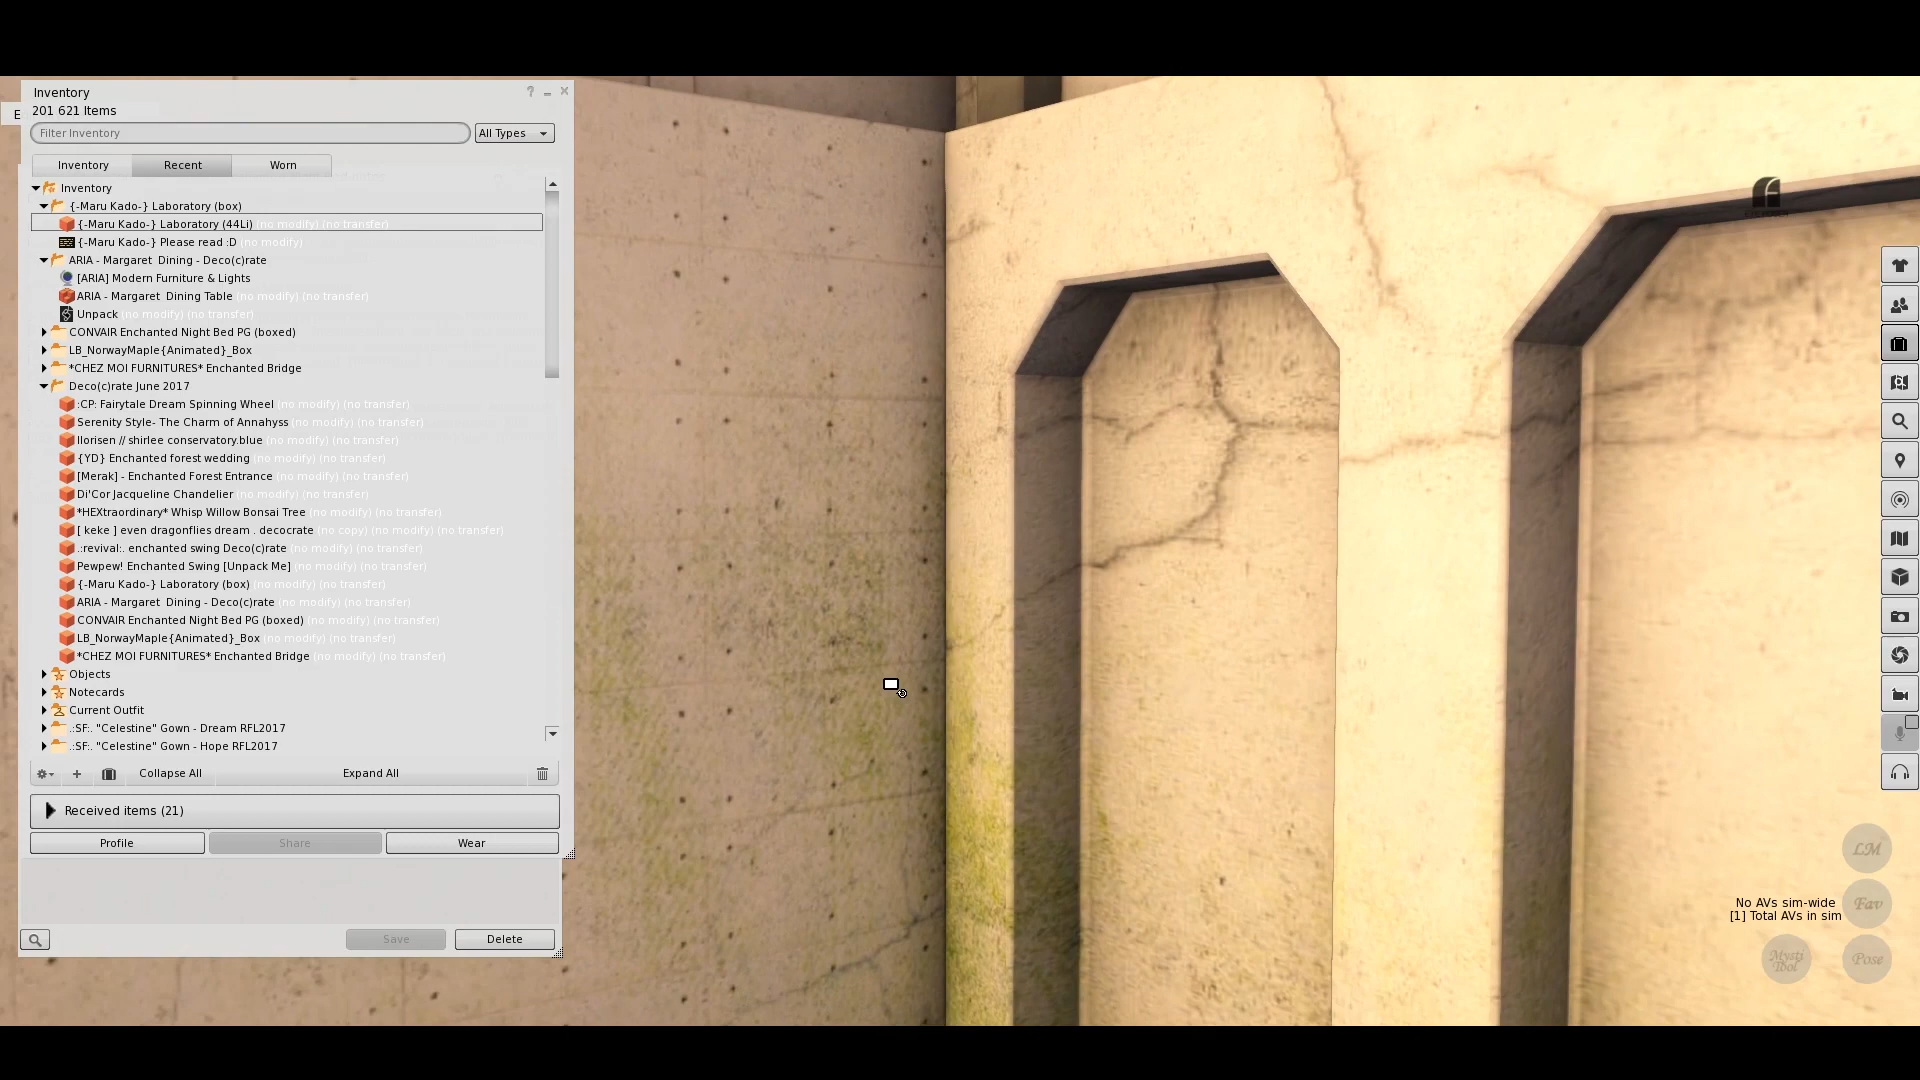 Inventory
201 621 Items
Filter Inventory
All Types
Inventory Recent Worn
Inventory
{-Maru Kado-} Laboratory (box)
{-Maru Kado-} Laboratory (44Li) (no modify) (no transfer)
{-Maru Kado-} Please read :D (no modify)
ARIA - Margaret Dining - Deco(c)rate
[ARIA] Modern Furniture & Lights
ARIA - Margaret Dining Table (no modify) (no transfer)
Unpack (no modify) (no transfer)
CONVAIR Enchanted Night Bed PG (boxed)
LB_NorwayMaple{Animated}_Box
*CHEZ MOI FURNITURES* Enchanted Bridge
Deco(c)rate June 2017
:CP: Fairytale Dream Spinning Wheel (no modify) (no transfer)
Serenity Style- The Charm of Annahyss (no modify) (no transfer)
llorisen // shirlee conservatory.blue (no modify) (no transfer)
{YD} Enchanted forest wedding (no modify) (no transfer)
[Merak] - Enchanted Forest Entrance (no modify) (no transfer)
Di'Cor Jacqueline Chandelier (no modify) (no transfer)
*HEXtraordinary* Whisp Willow Bonsai Tree (no modify) (no transfer)
[ keke ] even dragonflies dream . decocrate (no copy) (no modify) (no transfer)
.:revival:. enchanted swing Deco(c)rate (no modify) (no transfer)
Pewpew! Enchanted Swing [Unpack Me] (no modify) (no transfer)
{-Maru Kado-} Laboratory (box) (no modify) (no transfer)
ARIA - Margaret Dining - Deco(c)rate (no modify) (no transfer)
CONVAIR Enchanted Night Bed PG (boxed) (no modify) (no transfer)
LB_NorwayMaple{Animated}_Box (no modify) (no transfer)
*CHEZ MOI FURNITURES* Enchanted Bridge (no modify) (no transfer)
Objects
Notecards
Current Outfit
.:SF:. "Celestine" Gown - Dream RFL2017
.:SF:. "Celestine" Gown - Hope RFL2017
Collapse All Expand All
Received items (21)
Profile Share Wear
Save Delete
LM
No AVs sim-wide
[1] Total AVs in sim
Fav
Mysti Tool
Pose